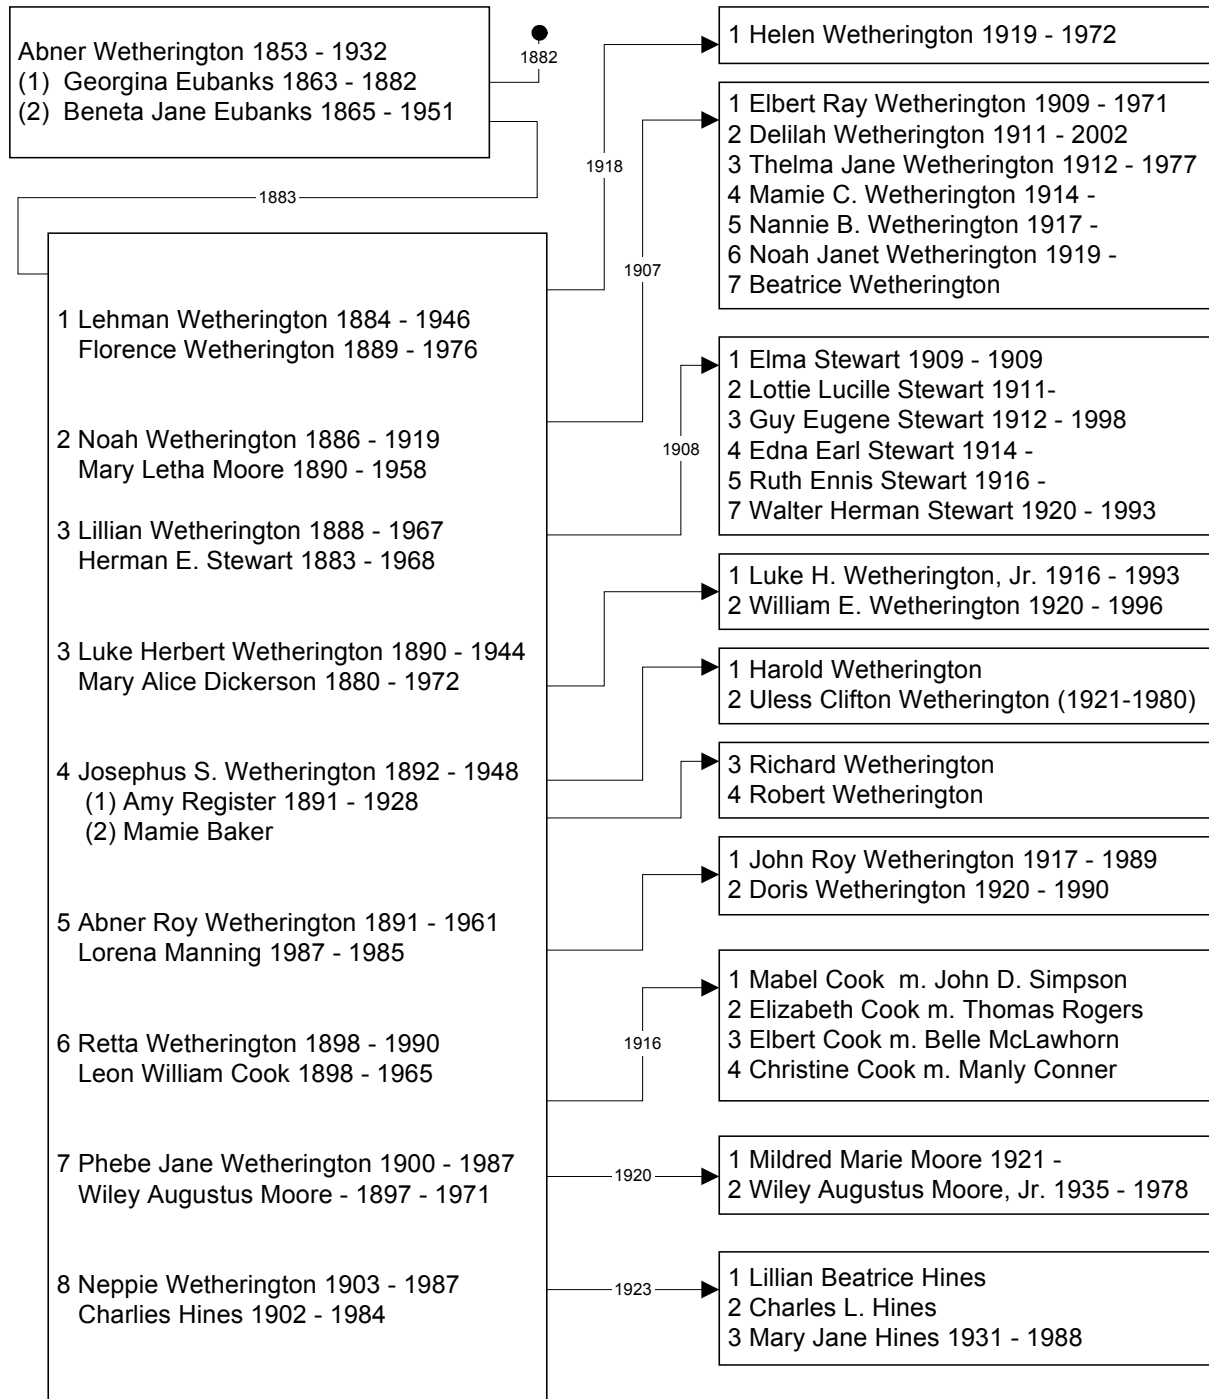 Abner Wetherington 1853 - 1932
(1) Georgina Eubanks 1863 - 1882
(2) Beneta Jane Eubanks 1865 - 1951
1882
1883
1 Lehman Wetherington 1884 - 1946
Florence Wetherington 1889 - 1976
2 Noah Wetherington 1886 - 1919
Mary Letha Moore 1890 - 1958
3 Lillian Wetherington 1888 - 1967
Herman E. Stewart 1883 - 1968
3 Luke Herbert Wetherington 1890 - 1944
Mary Alice Dickerson 1880 - 1972
4 Josephus S. Wetherington 1892 - 1948
(1) Amy Register 1891 - 1928
(2) Mamie Baker
5 Abner Roy Wetherington 1891 - 1961
Lorena Manning 1987 - 1985
6 Retta Wetherington 1898 - 1990
Leon William Cook 1898 - 1965
7 Phebe Jane Wetherington 1900 - 1987
Wiley Augustus Moore - 1897 - 1971
8 Neppie Wetherington 1903 - 1987
Charlies Hines 1902 - 1984
1918
1907
1908
1916
1920
1923
1 Helen Wetherington 1919 - 1972
1 Elbert Ray Wetherington 1909 - 1971
2 Delilah Wetherington 1911 - 2002
3 Thelma Jane Wetherington 1912 - 1977
4 Mamie C. Wetherington 1914 -
5 Nannie B. Wetherington 1917 -
6 Noah Janet Wetherington 1919 -
7 Beatrice Wetherington
1 Elma Stewart 1909 - 1909
2 Lottie Lucille Stewart 1911-
3 Guy Eugene Stewart 1912 - 1998
4 Edna Earl Stewart 1914 -
5 Ruth Ennis Stewart 1916 -
7 Walter Herman Stewart 1920 - 1993
1 Luke H. Wetherington, Jr. 1916 - 1993
2 William E. Wetherington 1920 - 1996
1 Harold Wetherington
2 Uless Clifton Wetherington (1921-1980)
3 Richard Wetherington
4 Robert Wetherington
1 John Roy Wetherington 1917 - 1989
2 Doris Wetherington 1920 - 1990
1 Mabel Cook m. John D. Simpson
2 Elizabeth Cook m. Thomas Rogers
3 Elbert Cook m. Belle McLawhorn
4 Christine Cook m. Manly Conner
1 Mildred Marie Moore 1921 -
2 Wiley Augustus Moore, Jr. 1935 - 1978
1 Lillian Beatrice Hines
2 Charles L. Hines
3 Mary Jane Hines 1931 - 1988